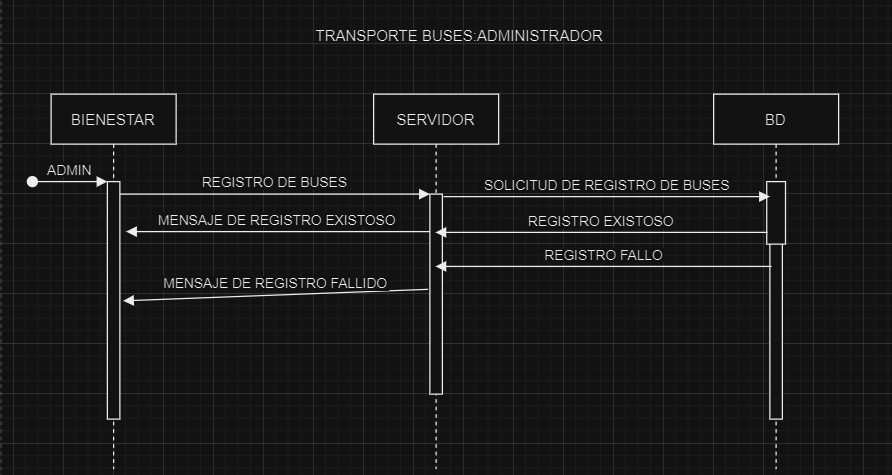 TRANSPORTE BUSES:ADMINISTRADOR
BIENESTAR
SERVIDOR
BD
ADMIN
REGISTRO DE BUSES
SOLICITUD DE REGISTRO DE BUSES
MENSAJE DE REGISTRO EXISTOSO
REGISTRO EXISTOSO
REGISTRO FALLO
MENSAJE DE REGISTRO FALLIDO